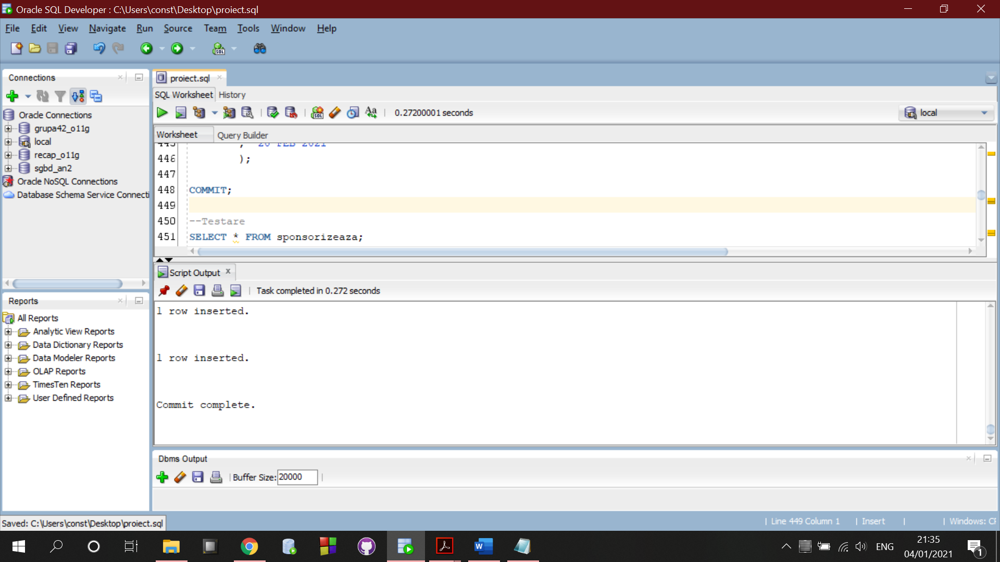 Oracle SQL Developer : C:\Users\const\Desktop\proiect.sql
File Edit View Navigate Run Source Team Tools Window Help
SQL
Connections
Oracle Connections
grupa42_o11g
local
recap_o11g
sgbd_an2
Oracle NoSQL Connections
Database Schema Service Connecti
Reports
All Reports
Analytic View Reports
Data Dictionary Reports
Data Modeler Reports
OLAP Reports
TimesTen Reports
User Defined Reports
proiect.sql
SQL Worksheet History
SQL Aa 0.27200001 seconds local
Worksheet Query Builder
445 , '20-FEB-2021'
446 );
447
448 COMMIT;
449
450 --Testare
451 SELECT * FROM sponsorizeaza;
Script Output
Task completed in 0.272 seconds
1 row inserted.
1 row inserted.
Commit complete.
Dbms Output
Buffer Size: 20000
Saved: C:\Users\const\Desktop\proiect.sql
Line 449 Column 1 Insert Windows: CR
W ENG 21:35
04/01/2021
1